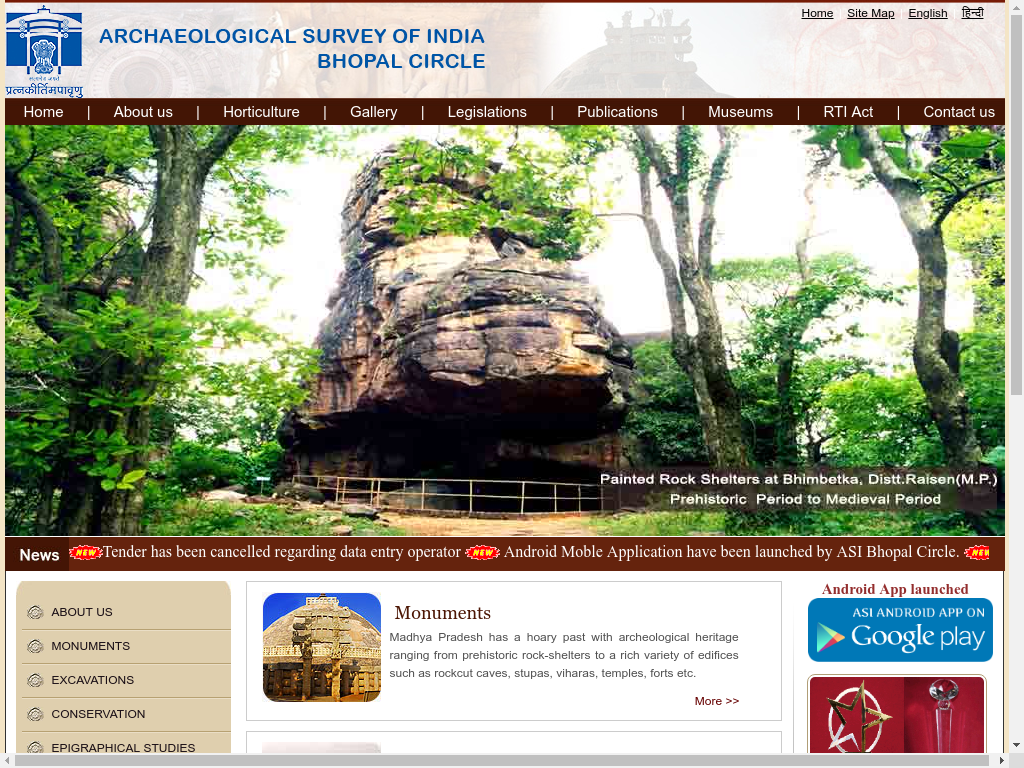 Home Site Map English हिन्दी
ARCHAEOLOGICAL SURVEY OF INDIA
BHOPAL CIRCLE
प्रत्नकीर्तिमपावृणु
Home | About us | Horticulture | Gallery | Legislations | Publications | Museums | RTI Act | Contact us
Painted Rock Shelters at Bhimbetka, Distt.Raisen(M.P.)
Prehistoric Period to Medieval Period
News NEW Tender has been cancelled regarding data entry operator NEW Android Moble Application have been launched by ASI Bhopal Circle.
ABOUT US
MONUMENTS
EXCAVATIONS
CONSERVATION
EPIGRAPHICAL STUDIES
Monuments
Madhya Pradesh has a hoary past with archeological heritage
ranging from prehistoric rock-shelters to a rich variety of edifices
such as rockcut caves, stupas, viharas, temples, forts etc.
More >>
Android App launched
ASI ANDROID APP ON
Google play